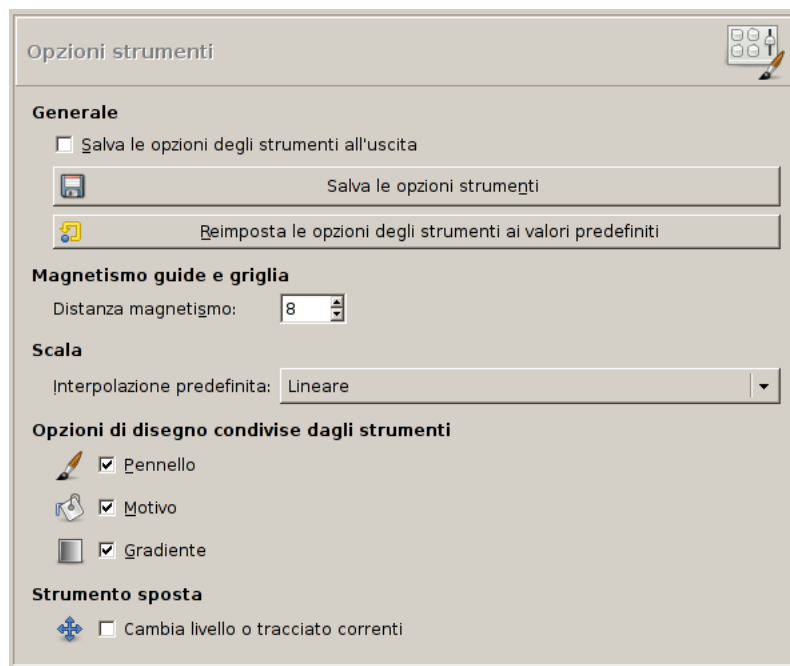 Opzioni strumenti
Generale
Salva le opzioni degli strumenti all'uscita
Salva le opzioni strumenti
Reimposta le opzioni degli strumenti ai valori predefiniti
Magnetismo guide e griglia
Distanza magnetismo: 8
Scala
Interpolazione predefinita: Lineare
Opzioni di disegno condivise dagli strumenti
Pennello
Motivo
Gradiente
Strumento sposta
Cambia livello o tracciato correnti